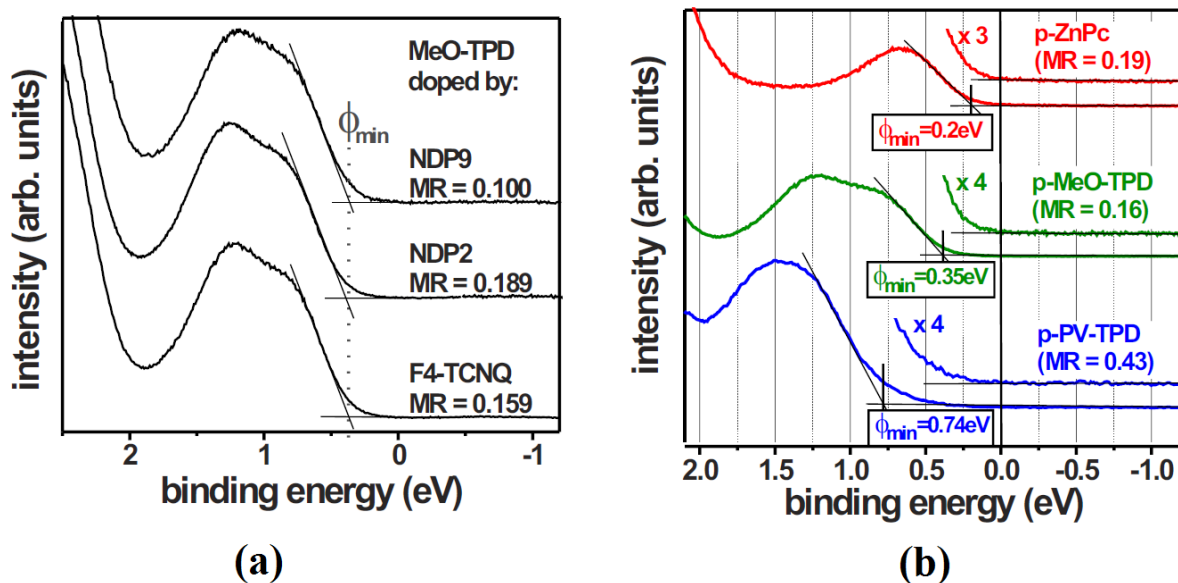 intensity (arb. units)
MeO-TPD
doped by:
ϕmin
NDP9
MR = 0.100
NDP2
MR = 0.189
F4-TCNQ
MR = 0.159
2 1 0 -1
binding energy (eV)
(a)
intensity (arb. units)
x 3
p-ZnPc
(MR = 0.19)
ϕmin=0.2eV
x 4
p-MeO-TPD
(MR = 0.16)
ϕmin=0.35eV
x 4
p-PV-TPD
(MR = 0.43)
ϕmin=0.74eV
2.0 1.5 1.0 0.5 0.0 -0.5 -1.0
binding energy (eV)
(b)